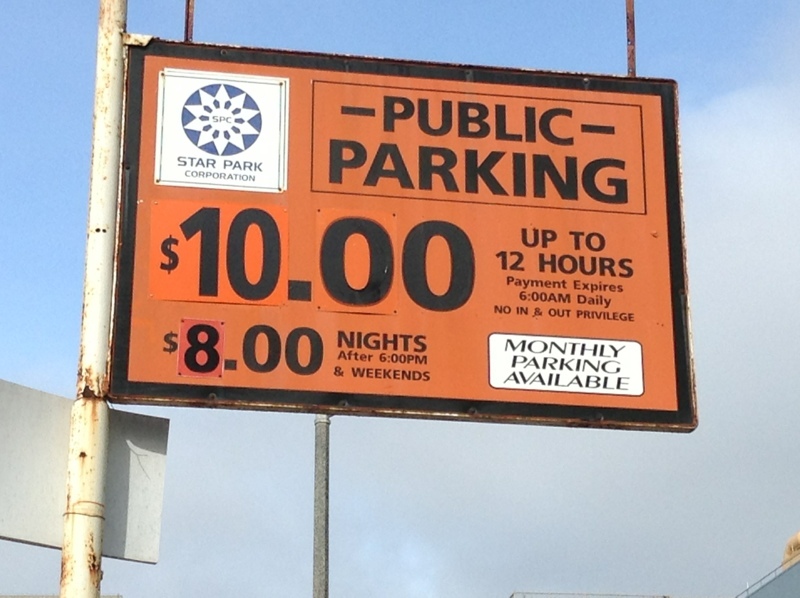 SPC
STAR PARK
CORPORATION
-PUBLIC-
PARKING
$10.00
UP TO
12 HOURS
Payment Expires
6:00AM Daily
NO IN & OUT PRIVILEGE
$8.00
NIGHTS
After 6:00PM
& WEEKENDS
MONTHLY
PARKING
AVAILABLE